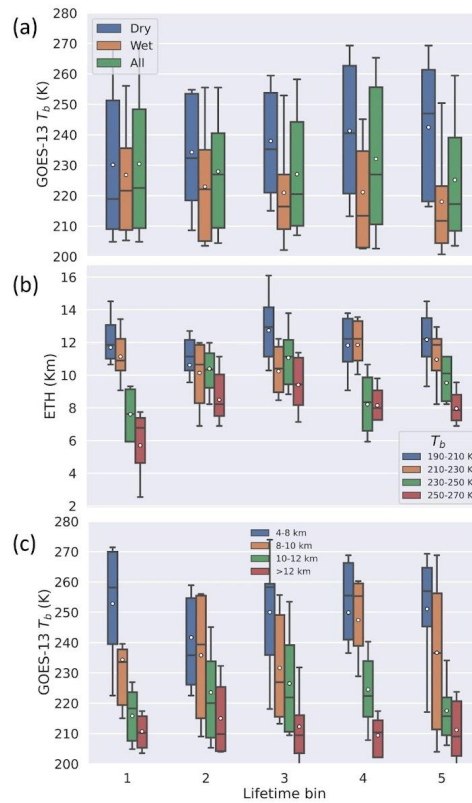 (a)
280
270
260
250
240
230
220
210
200
GOES-13 Tb (K)
Dry
Wet
All
(b)
16
14
12
10
8
6
4
2
ETH (Km)
Tb
190-210 K
210-230 K
230-250 K
250-270 K
(c)
280
270
260
250
240
230
220
210
200
GOES-13 Tb (K)
4-8 km
8-10 km
10-12 km
>12 km
1 2 3 4 5
Lifetime bin